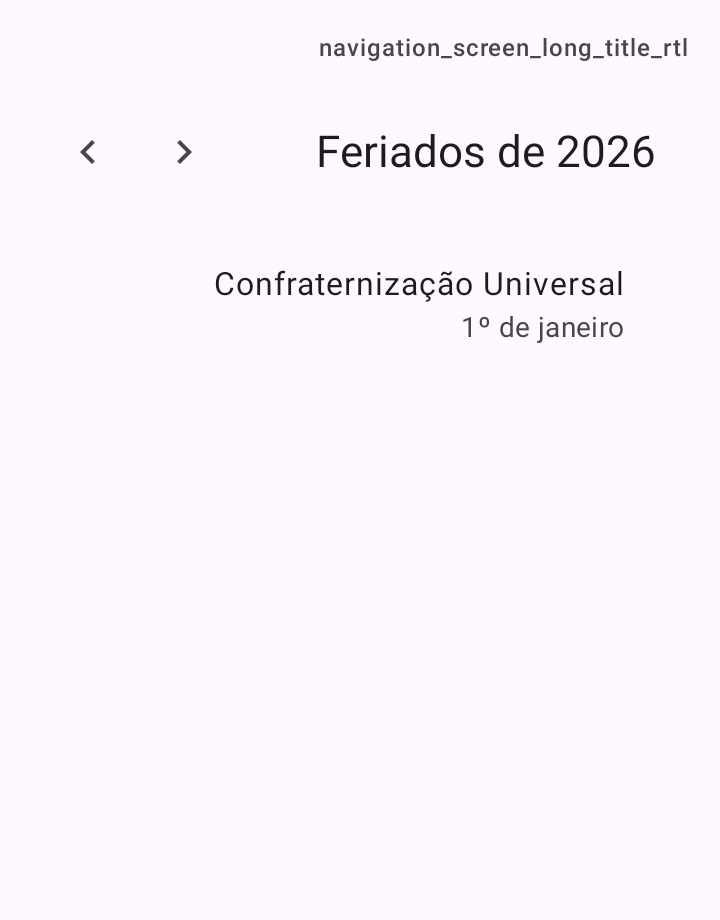 navigation_screen_long_title_rtl
Feriados de 2026
Confraternização Universal
1º de janeiro